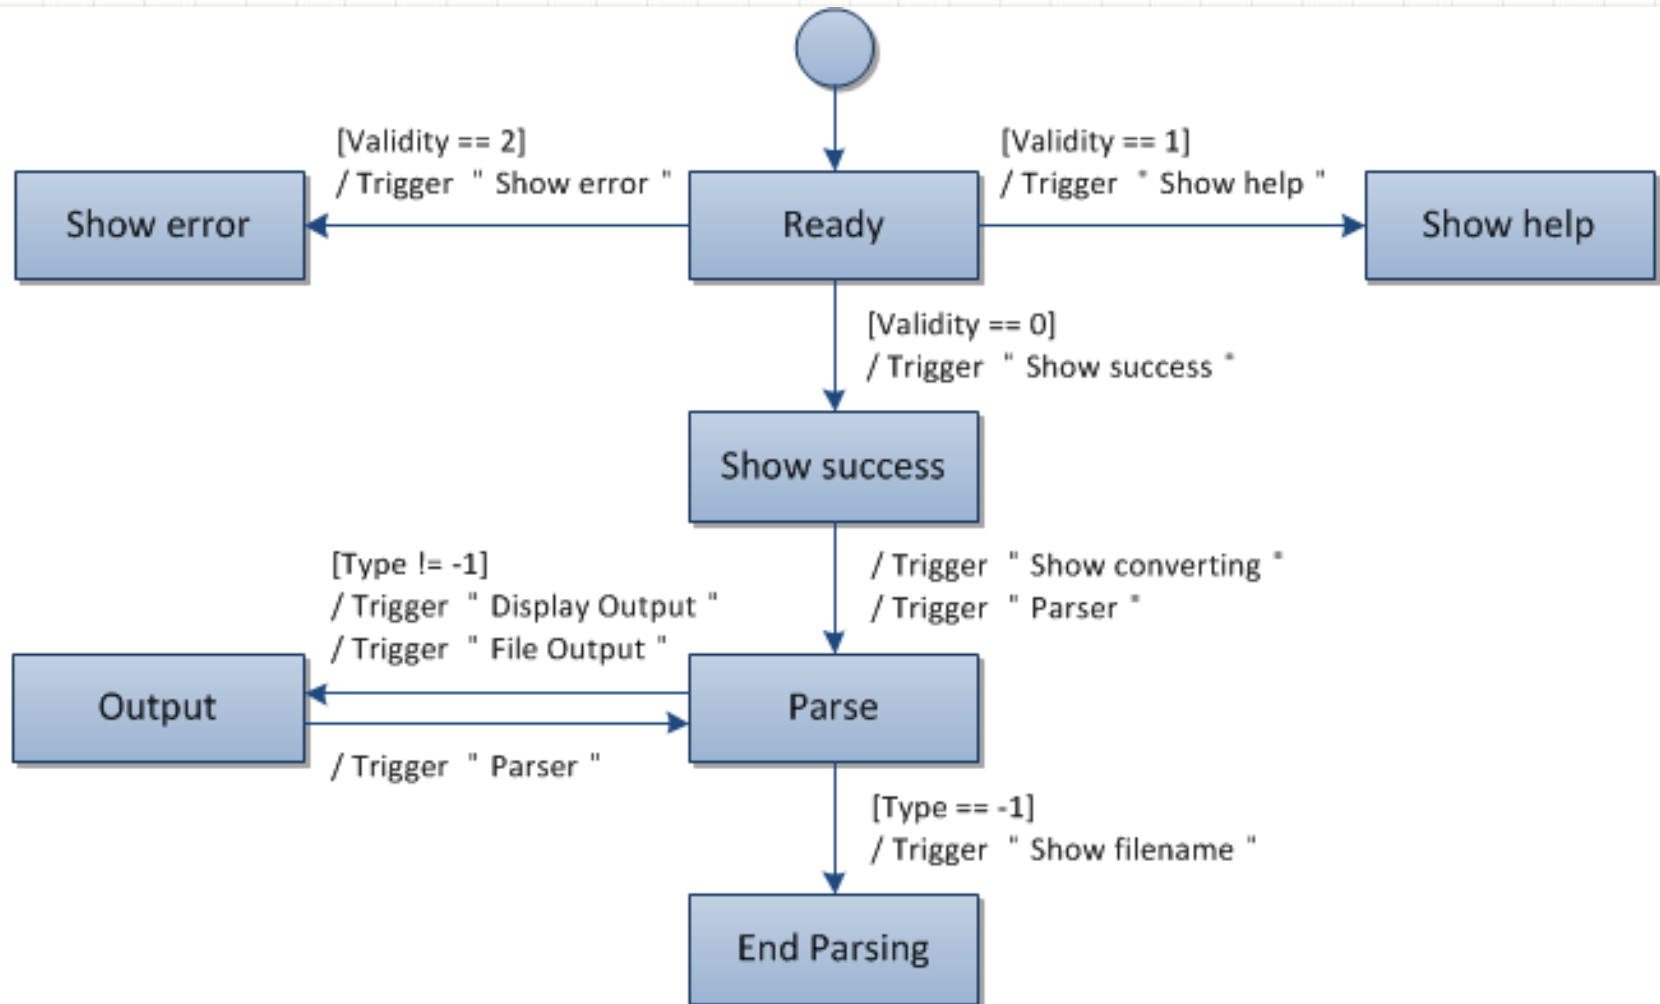 [Validity == 2]
/ Trigger " Show error "
[Validity == 1]
/ Trigger " Show help "
Show error
Ready
Show help
[Validity == 0]
/ Trigger " Show success "
Show success
[Type != -1]
/ Trigger " Display Output "
/ Trigger " File Output "
/ Trigger " Show converting "
/ Trigger " Parser "
Output
Parse
/ Trigger " Parser "
[Type == -1]
/ Trigger " Show filename "
End Parsing